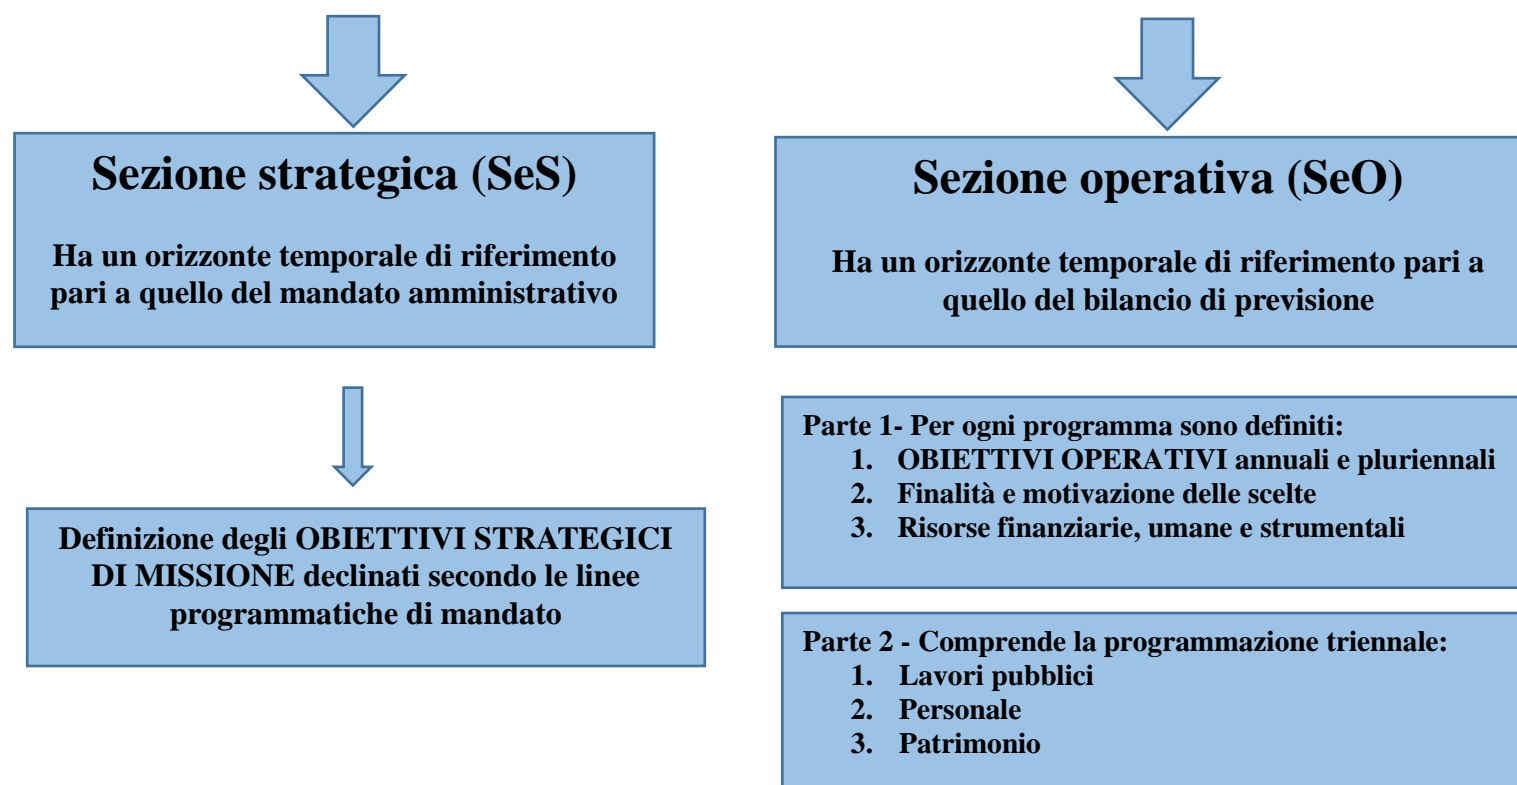 Sezione strategica (SeS)
Ha un orizzonte temporale di riferimento
pari a quello del mandato amministrativo
Definizione degli OBIETTIVI STRATEGICI
DI MISSIONE declinati secondo le linee
programmatiche di mandato
Sezione operativa (SeO)
Ha un orizzonte temporale di riferimento pari a
quello del bilancio di previsione
Parte 1- Per ogni programma sono definiti:
1. OBIETTIVI OPERATIVI annuali e pluriennali
2. Finalità e motivazione delle scelte
3. Risorse finanziarie, umane e strumentali
Parte 2 - Comprende la programmazione triennale:
1. Lavori pubblici
2. Personale
3. Patrimonio